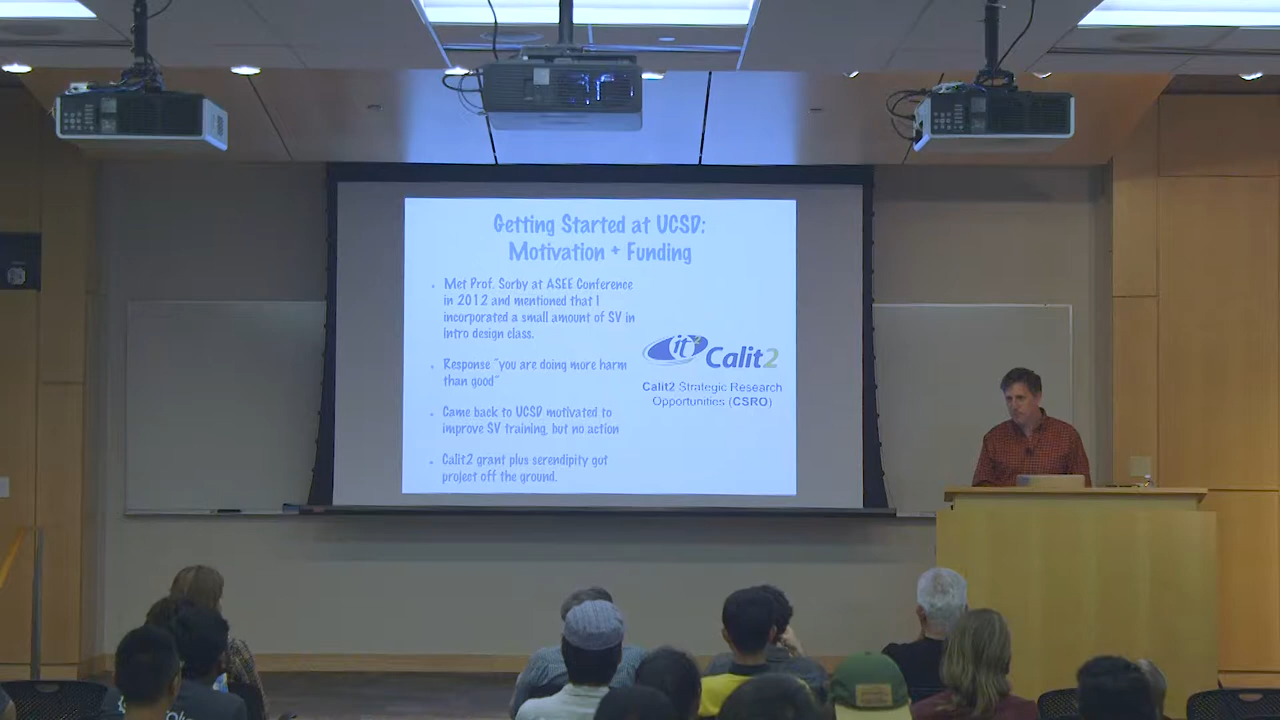 Getting Started at UCSD:
Motivation + Funding
Met Prof. Sorby at ASEE Conference
in 2012 and mentioned that I
incorporated a small amount of SV in
Intro design class.
Response "you are doing more harm
than good"
Came back to UCSD motivated to
improve SV training, but no action
Calit2 grant plus serendipity gut
project off the ground.
it2 Calit2
Calit2 Strategic Research
Opportunities (CSRO)